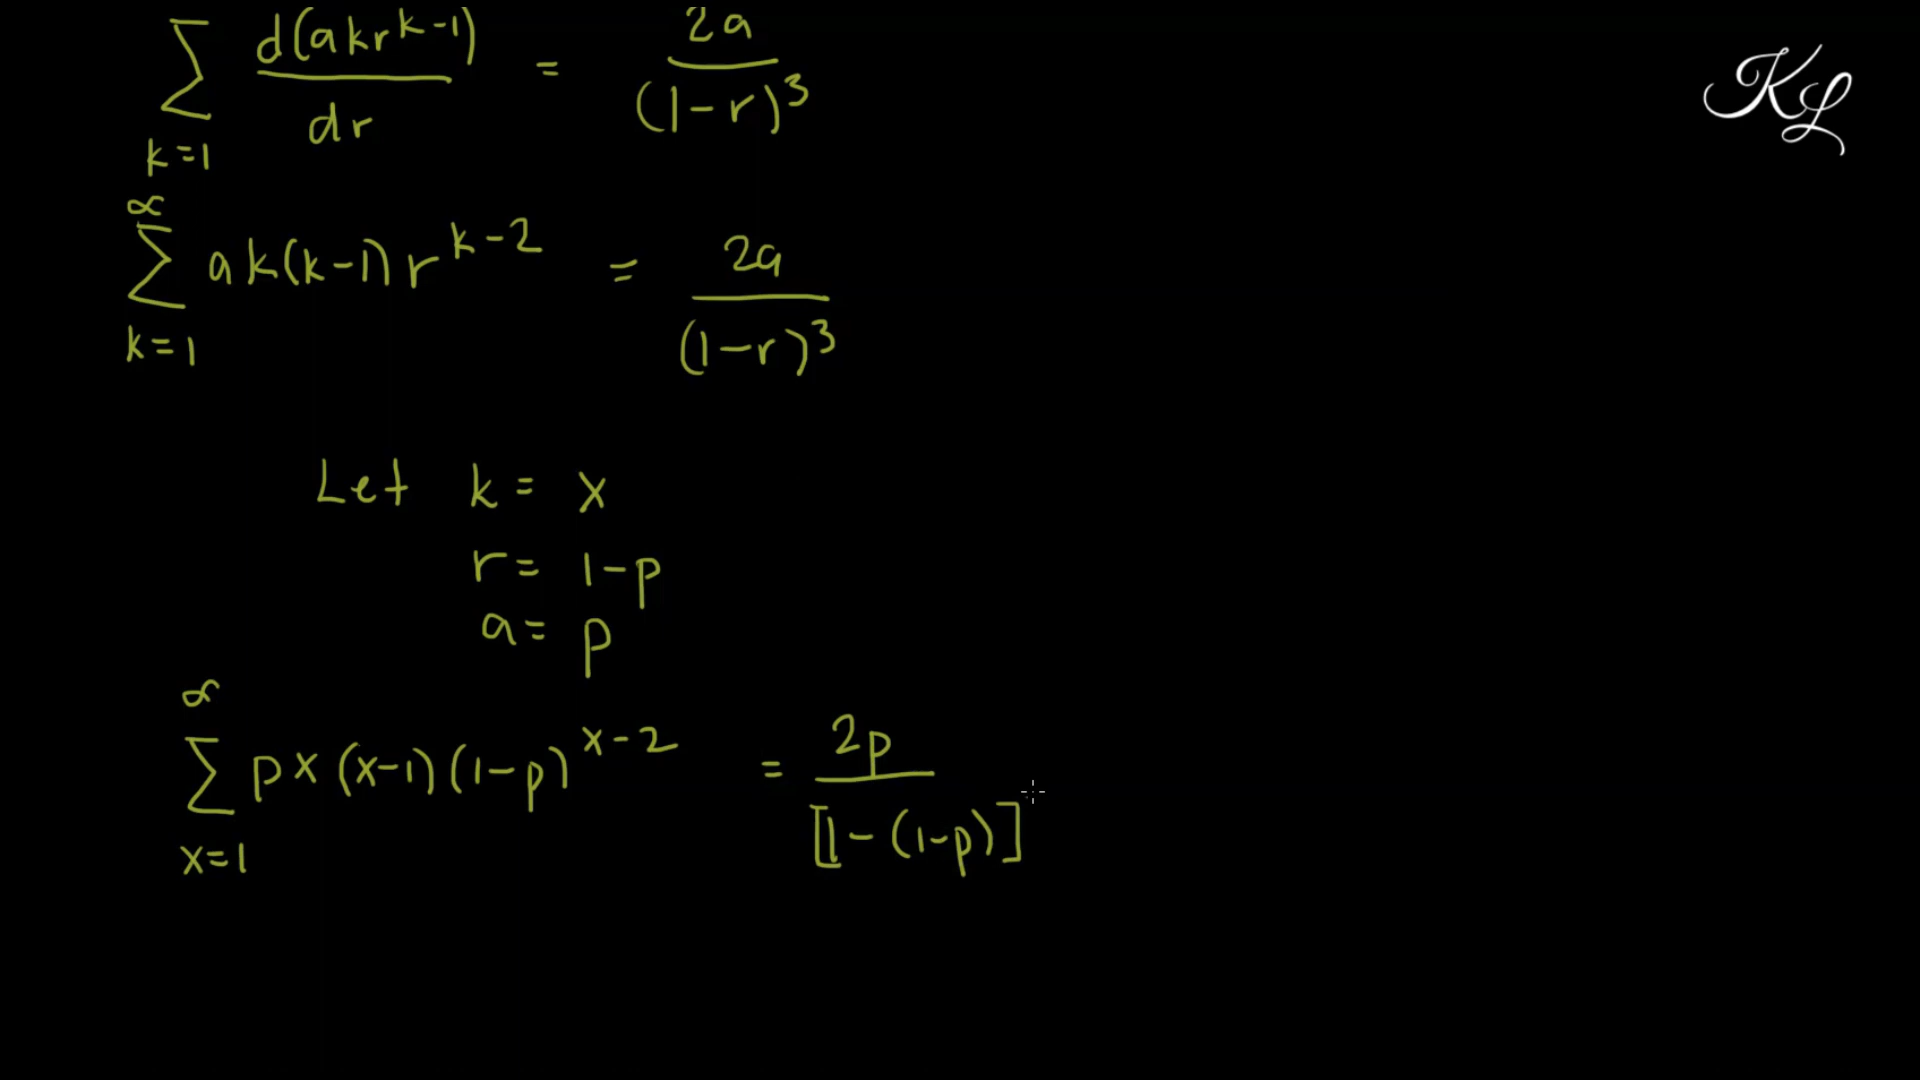 KL
∑ d(akr^k-1) / dr = 2a / (1-r)^3
k=1
∞
∑ ak(k-1) r^k-2 = 2a / (1-r)^3
k=1
Let k = x
r = 1-p
a = p
∞
∑ px(x-1)(1-p)^x-2 = 2p / [1-(1-p)]
x=1